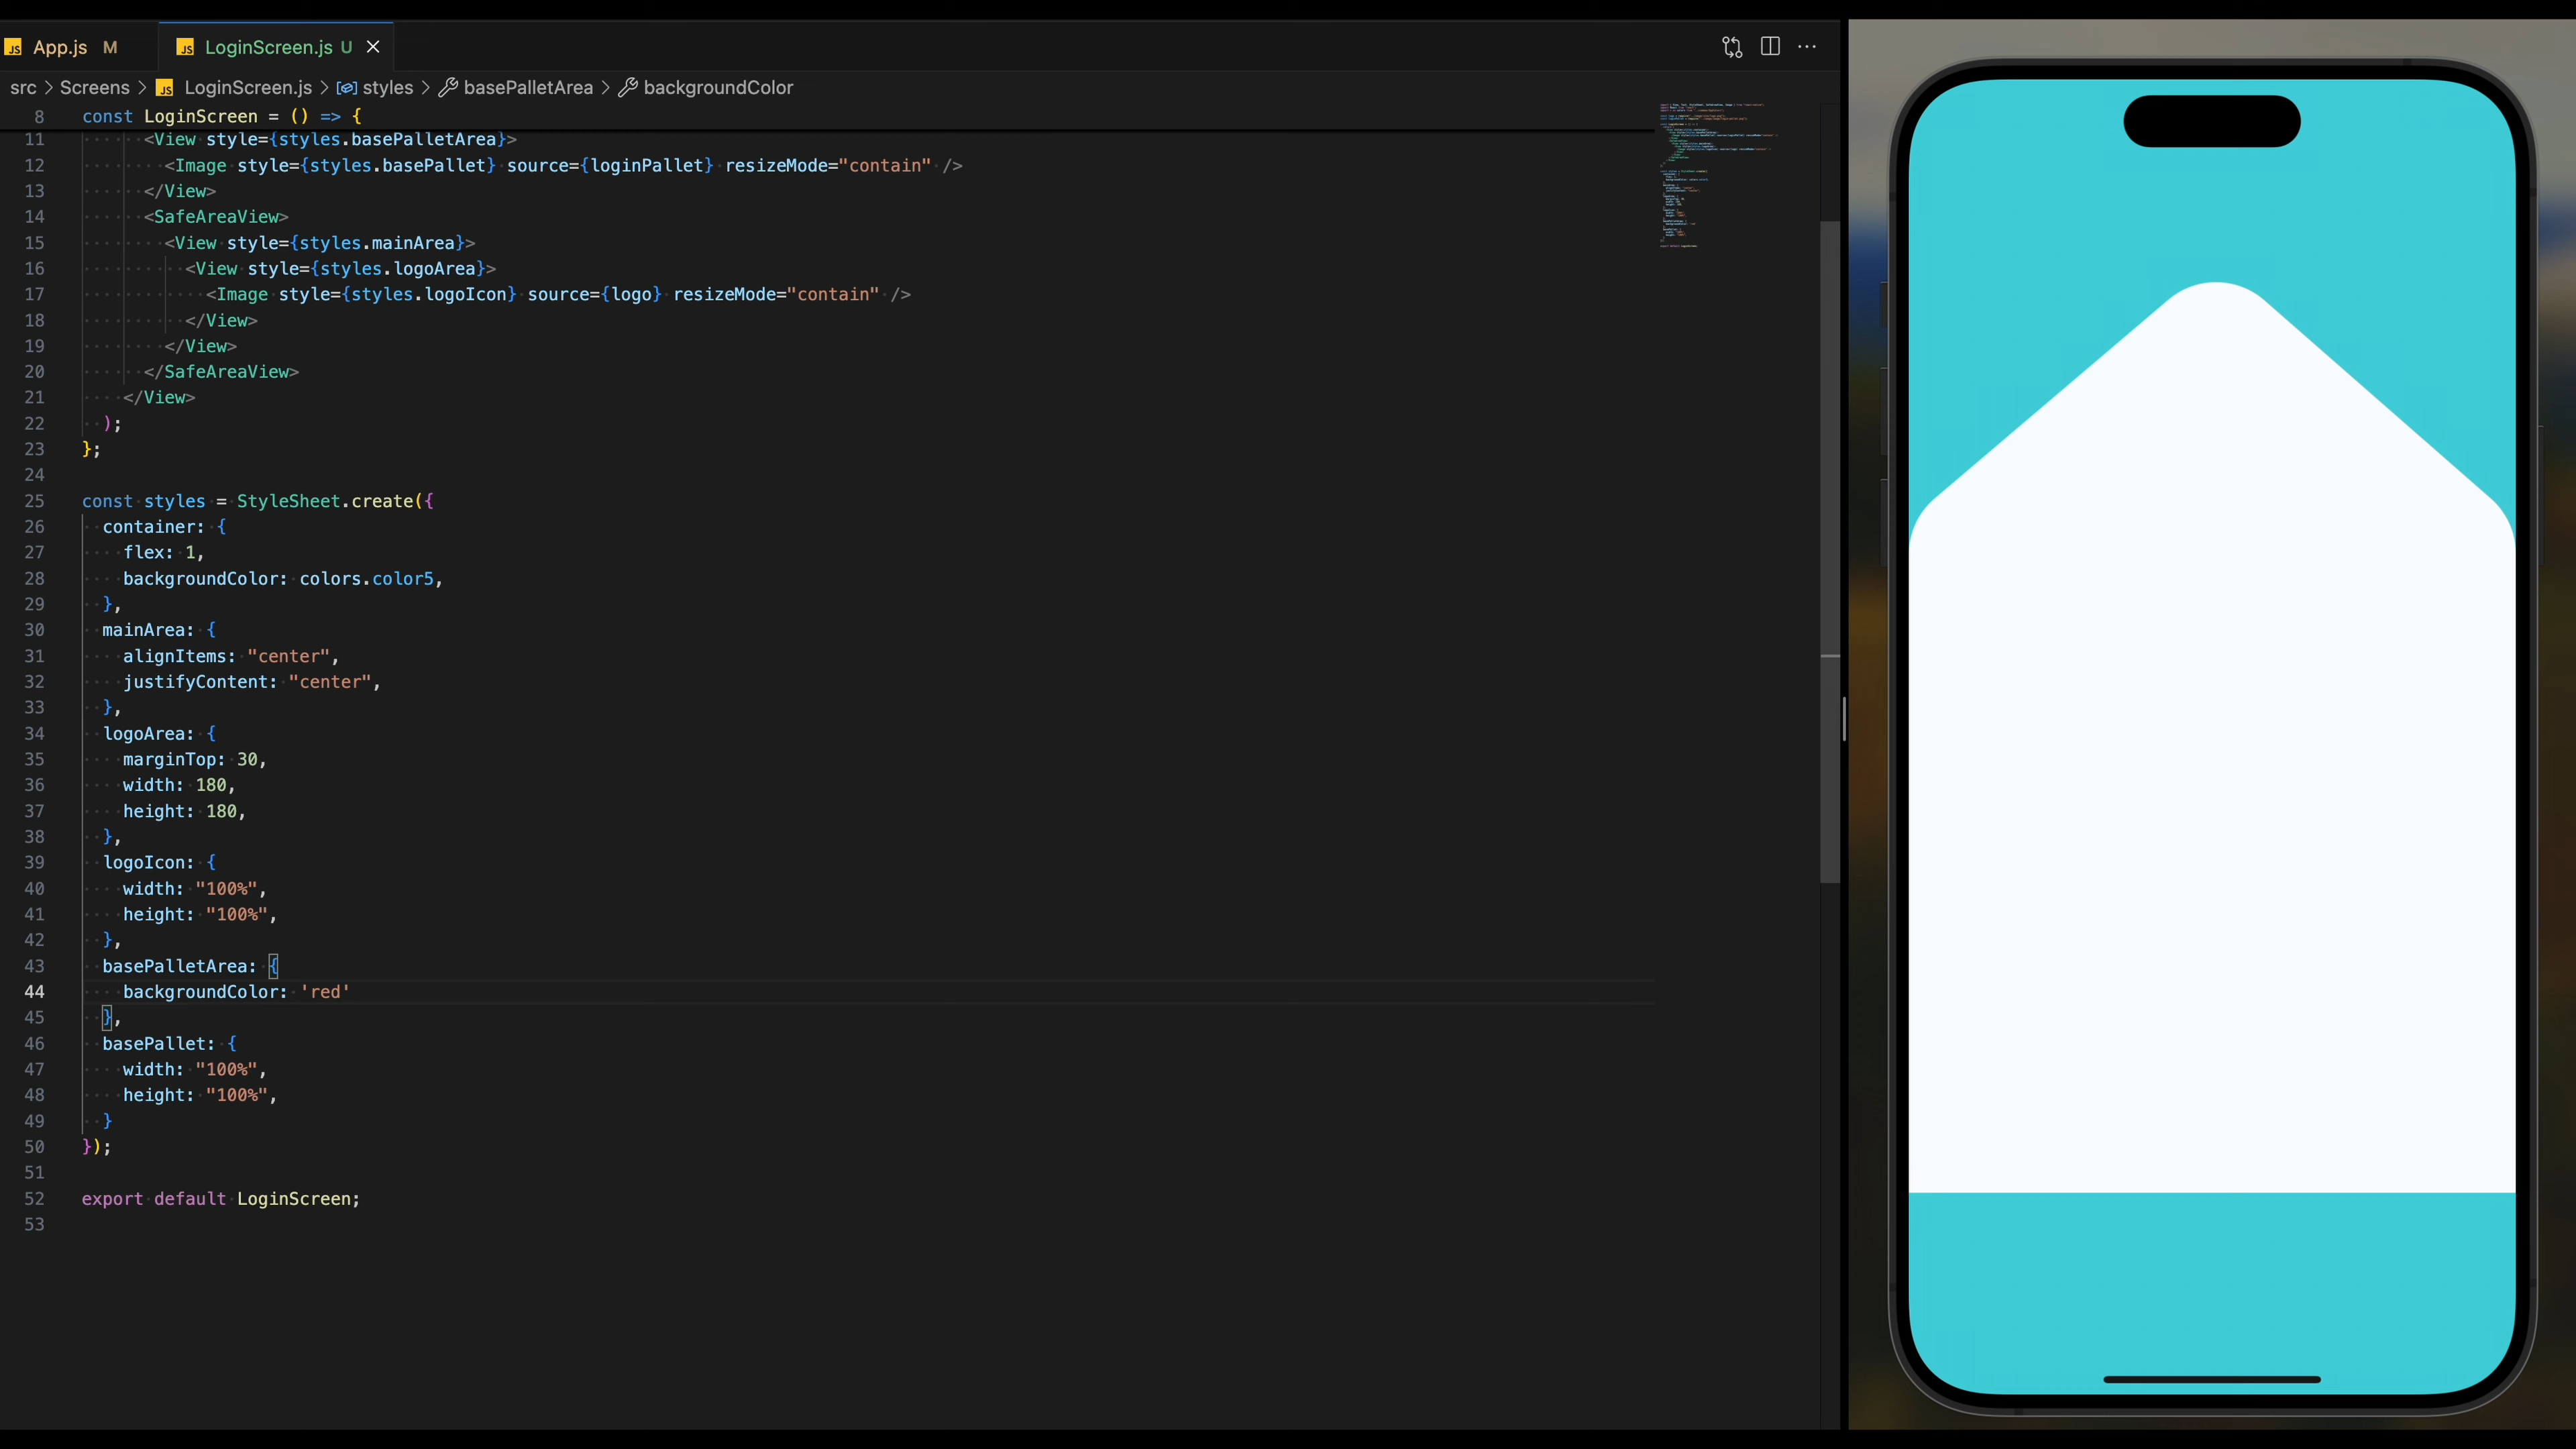 JS App.js M
JS LoginScreen.js U
src > Screens > JS LoginScreen.js > styles > basePalletArea > backgroundColor
8 const LoginScreen = () => {
11 <View style={styles.basePalletArea}>
12 <Image style={styles.basePallet} source={loginPallet} resizeMode="contain" />
13 </View>
14 <SafeAreaView>
15 <View style={styles.mainArea}>
16 <View style={styles.logoArea}>
17 <Image style={styles.logoIcon} source={logo} resizeMode="contain" />
18 </View>
19 </View>
20 </SafeAreaView>
21 </View>
22 );
23 };
24
25 const styles = StyleSheet.create({
26 container: {
27 flex: 1,
28 backgroundColor: colors.color5,
29 },
30 mainArea: {
31 alignItems: "center",
32 justifyContent: "center",
33 },
34 logoArea: {
35 marginTop: 30,
36 width: 180,
37 height: 180,
38 },
39 logoIcon: {
40 width: "100%",
41 height: "100%",
42 },
43 basePalletArea: {
44 backgroundColor: 'red'
45 },
46 basePallet: {
47 width: "100%",
48 height: "100%",
49 }
50 });
51
52 export default LoginScreen;
53